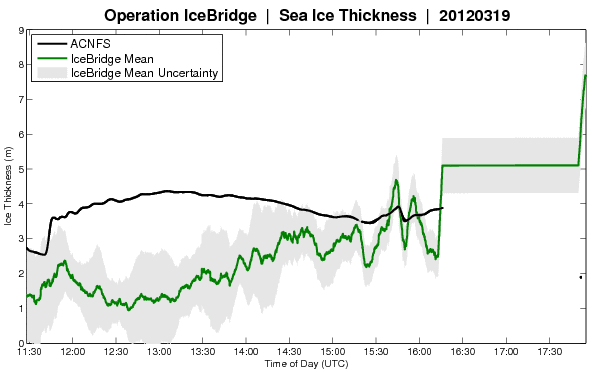 Operation IceBridge | Sea Ice Thickness | 20120319
ACNFS
IceBridge Mean
IceBridge Mean Uncertainty
Ice Thickness (m)
9
8
7
6
5
4
3
2
1
0
11:30 12:00 12:30 13:00 13:30 14:00 14:30 15:00 15:30 16:00 16:30 17:00 17:30
Time of Day (UTC)